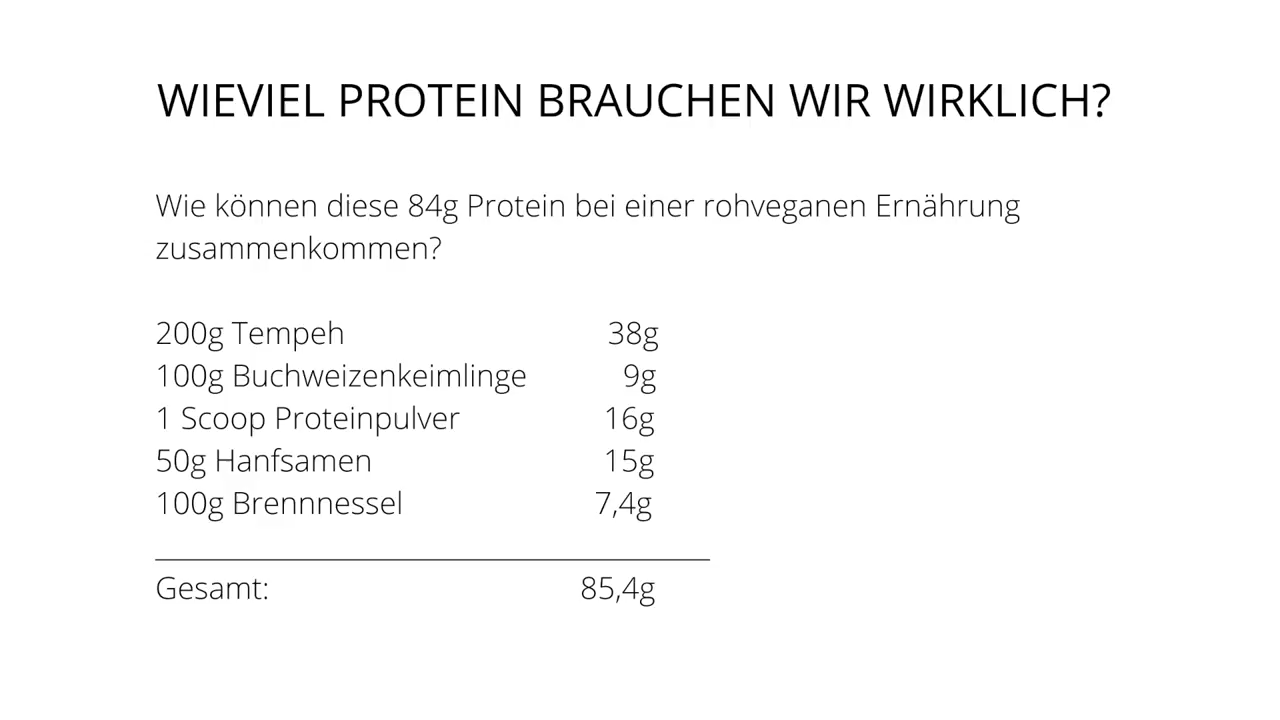 WIEVIEL PROTEIN BRAUCHEN WIR WIRKLICH?
Wie können diese 84g Protein bei einer rohveganen Ernährung
zusammenkommen?
200g Tempeh 38g
100g Buchweizenkeimlinge 9g
1 Scoop Proteinpulver 16g
50g Hanfsamen 15g
100g Brennnessel 7,4g
Gesamt: 85,4g